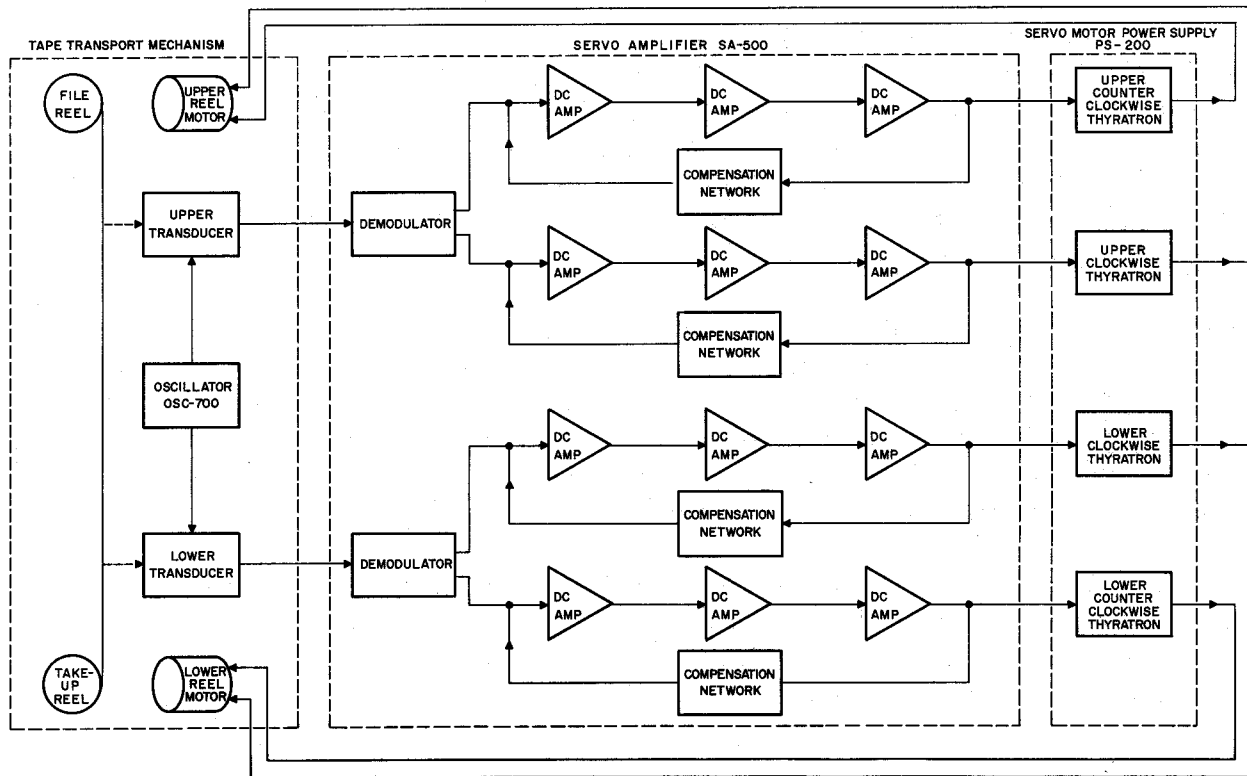 TAPE TRANSPORT MECHANISM
SERVO AMPLIFIER SA-500
SERVO MOTOR POWER SUPPLY
PS-200
FILE
REEL
UPPER
REEL
MOTOR
DC
AMP
DC
AMP
DC
AMP
UPPER
COUNTER
CLOCKWISE
THYRATRON
COMPENSATION
NETWORK
UPPER
TRANSDUCER
DEMODULATOR
DC
AMP
DC
AMP
DC
AMP
UPPER
CLOCKWISE
THYRATRON
COMPENSATION
NETWORK
OSCILLATOR
OSC-700
DC
AMP
DC
AMP
DC
AMP
LOWER
CLOCKWISE
THYRATRON
COMPENSATION
NETWORK
LOWER
TRANSDUCER
DEMODULATOR
DC
AMP
DC
AMP
DC
AMP
LOWER
COUNTER
CLOCKWISE
THYRATRON
COMPENSATION
NETWORK
TAKE-
UP
REEL
LOWER
REEL
MOTOR